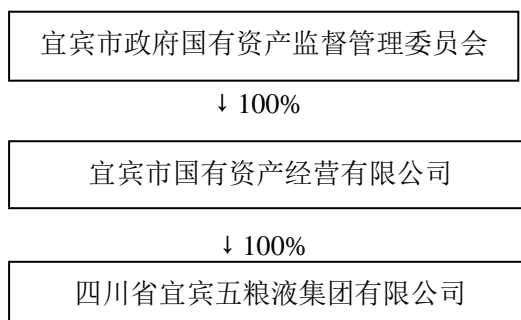 宜宾市政府国有资产监督管理委员会
↓ 100%
宜宾市国有资产经营有限公司
↓ 100%
四川省宜宾五粮液集团有限公司